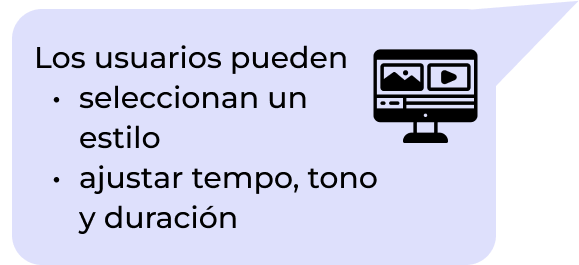 Los usuarios pueden
• seleccionan un
estilo
• ajustar tempo, tono
y duración